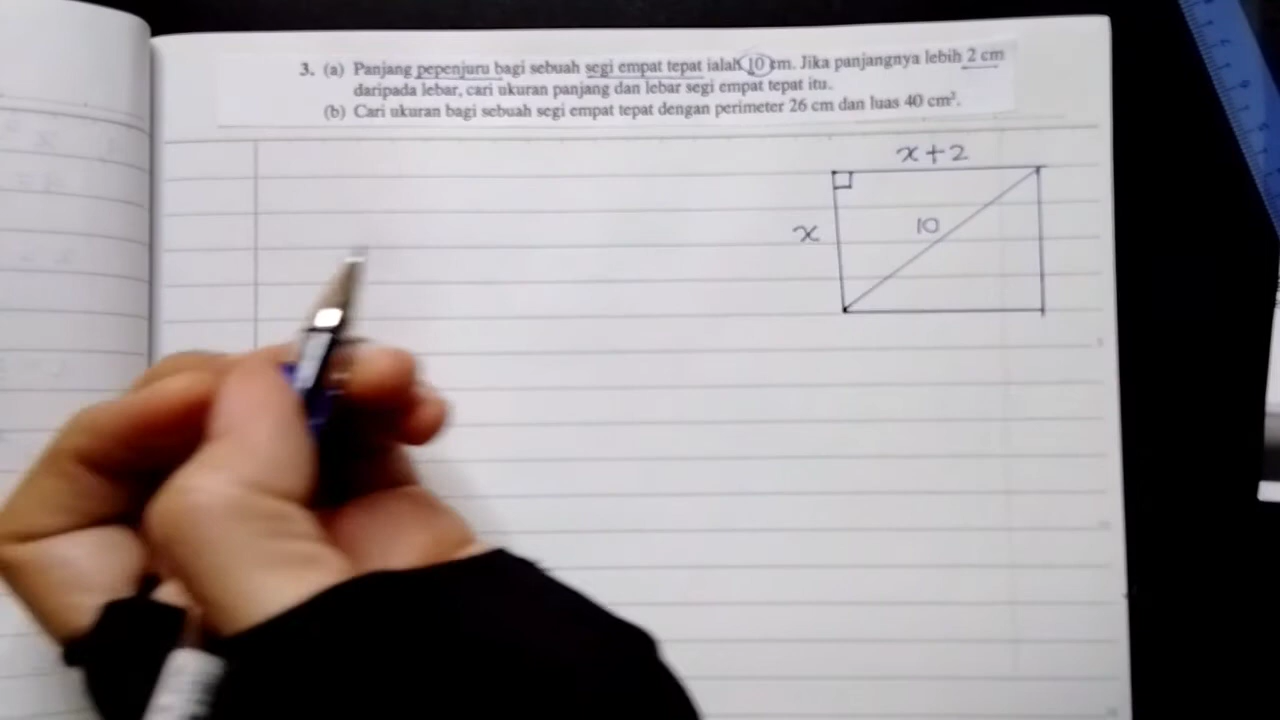 3. (a) Panjang pepenjuru bagi sebuah segi empat tepat ialah 10 cm. Jika panjangnya lebih 2 cm
daripada lebar, cari ukuran panjang dan lebar segi empat tepat itu.
(b) Cari ukuran bagi sebuah segi empat tepat dengan perimeter 26 cm dan luas 40 cm².
x+2
x
10